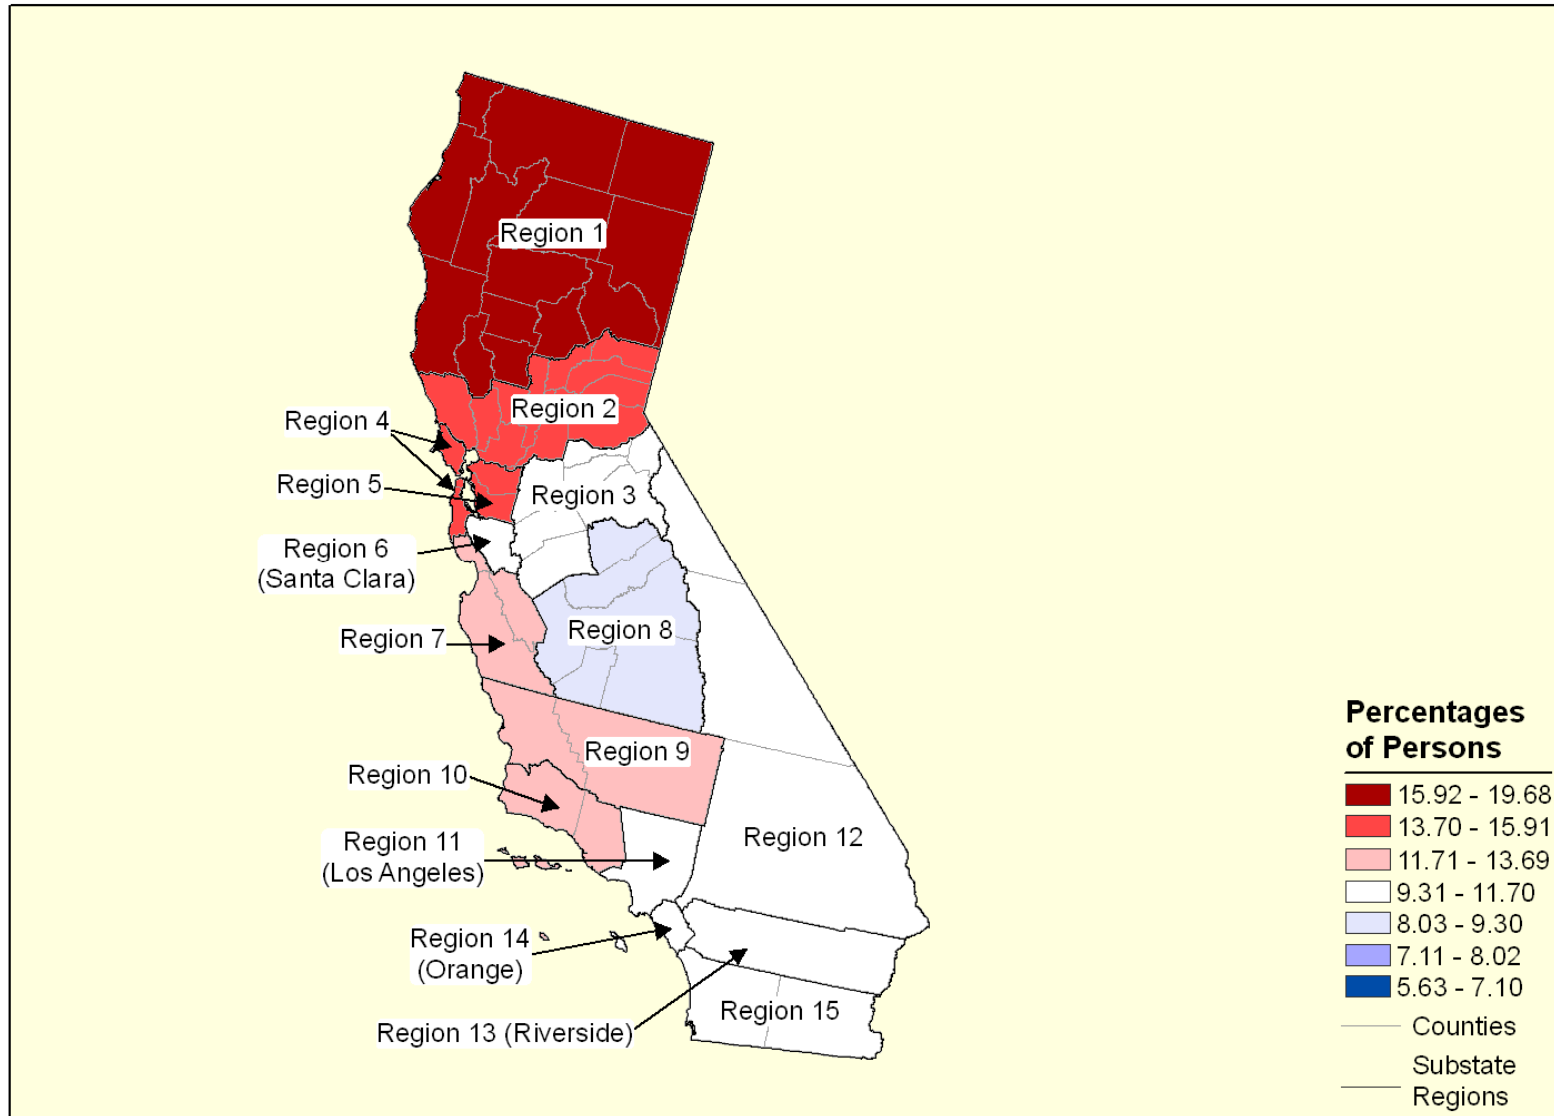 Region 1
Region 2
Region 4
Region 5
Region 3
Region 6
(Santa Clara)
Region 7
Region 8
Region 9
Region 10
Region 11
(Los Angeles)
Region 12
Region 14
(Orange)
Region 13 (Riverside)
Region 15
Percentages
of Persons
15.92 - 19.68
13.70 - 15.91
11.71 - 13.69
9.31 - 11.70
8.03 - 9.30
7.11 - 8.02
5.63 - 7.10
Counties
Substate
Regions